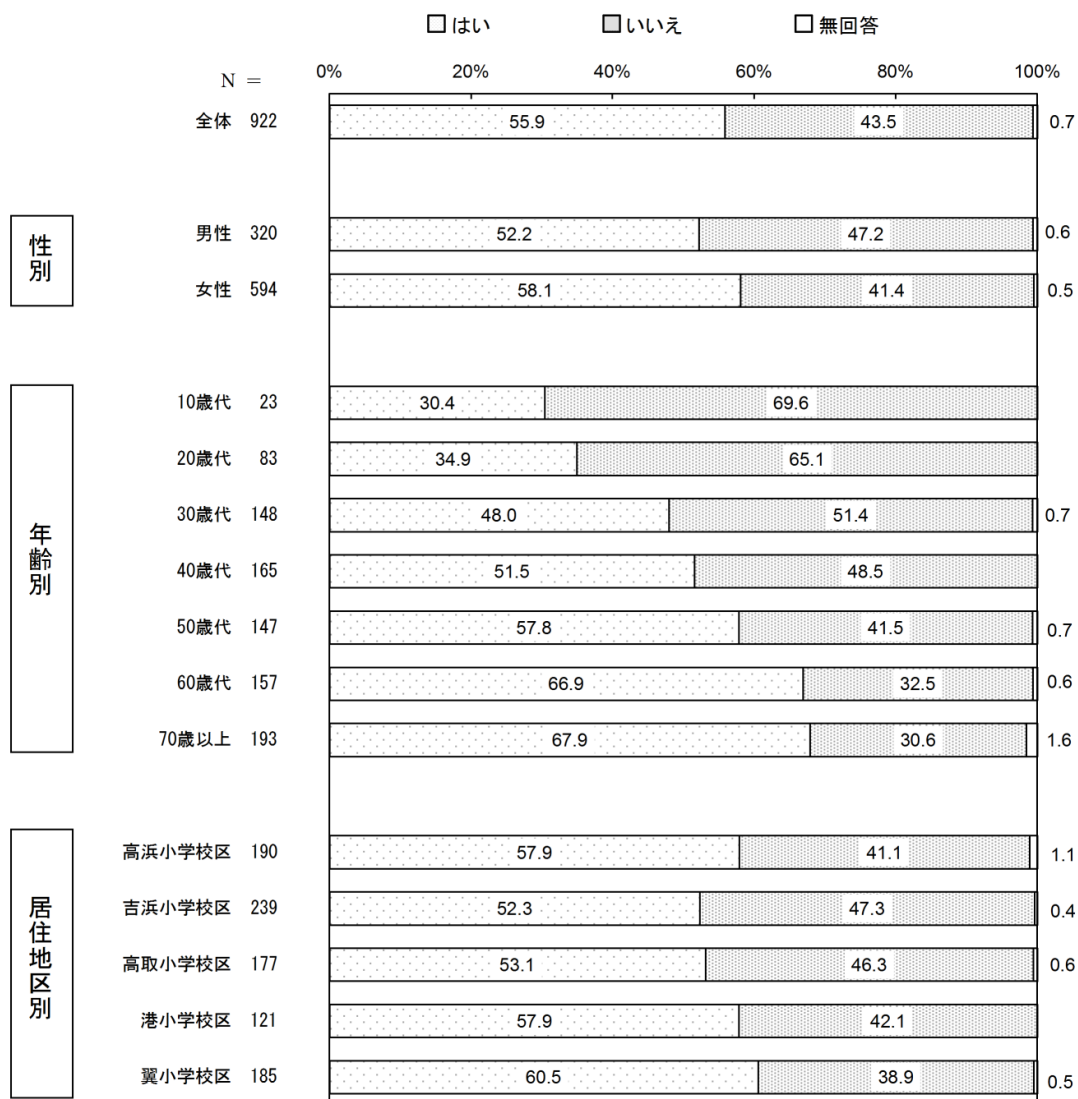 はい いいえ 無回答
N ＝ 0% 20% 40% 60% 80% 100%
全体 922 55.9 43.5 0.7
性別
男性 320 52.2 47.2 0.6
女性 594 58.1 41.4 0.5
年齢別
10歳代 23 30.4 69.6
20歳代 83 34.9 65.1
30歳代 148 48.0 51.4 0.7
40歳代 165 51.5 48.5
50歳代 147 57.8 41.5 0.7
60歳代 157 66.9 32.5 0.6
70歳以上 193 67.9 30.6 1.6
居住地区別
高浜小学校区 190 57.9 41.1 1.1
吉浜小学校区 239 52.3 47.3 0.4
高取小学校区 177 53.1 46.3 0.6
港小学校区 121 57.9 42.1
翼小学校区 185 60.5 38.9 0.5